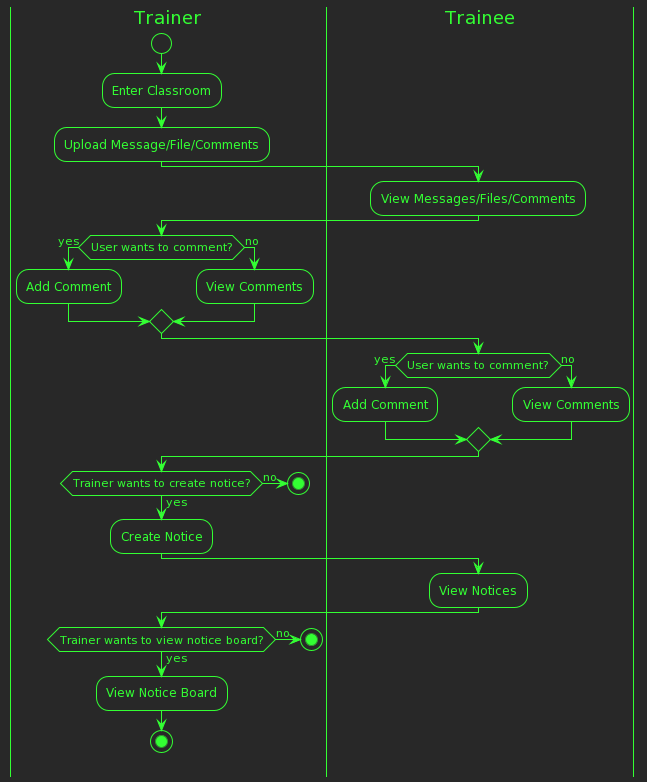 Trainer
Trainee
Enter Classroom
Upload Message/File/Comments
View Messages/Files/Comments
yes
User wants to comment?
no
Add Comment
View Comments
yes
User wants to comment?
no
Add Comment
View Comments
Trainer wants to create notice?
no
yes
Create Notice
View Notices
Trainer wants to view notice board?
no
yes
View Notice Board